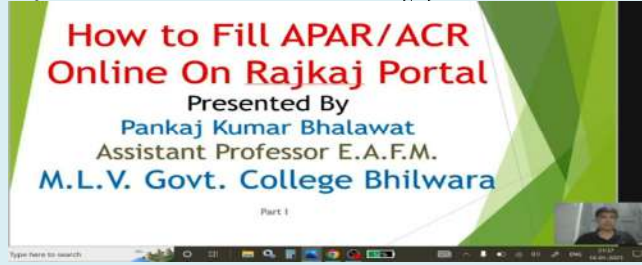 How to Fill APAR/ACR
Online On Rajkaj Portal
Presented By
Pankaj Kumar Bhalawat
Assistant Professor E.A.F.M.
M.L.V. Govt. College Bhilwara
Part I
Type here to search
ENG